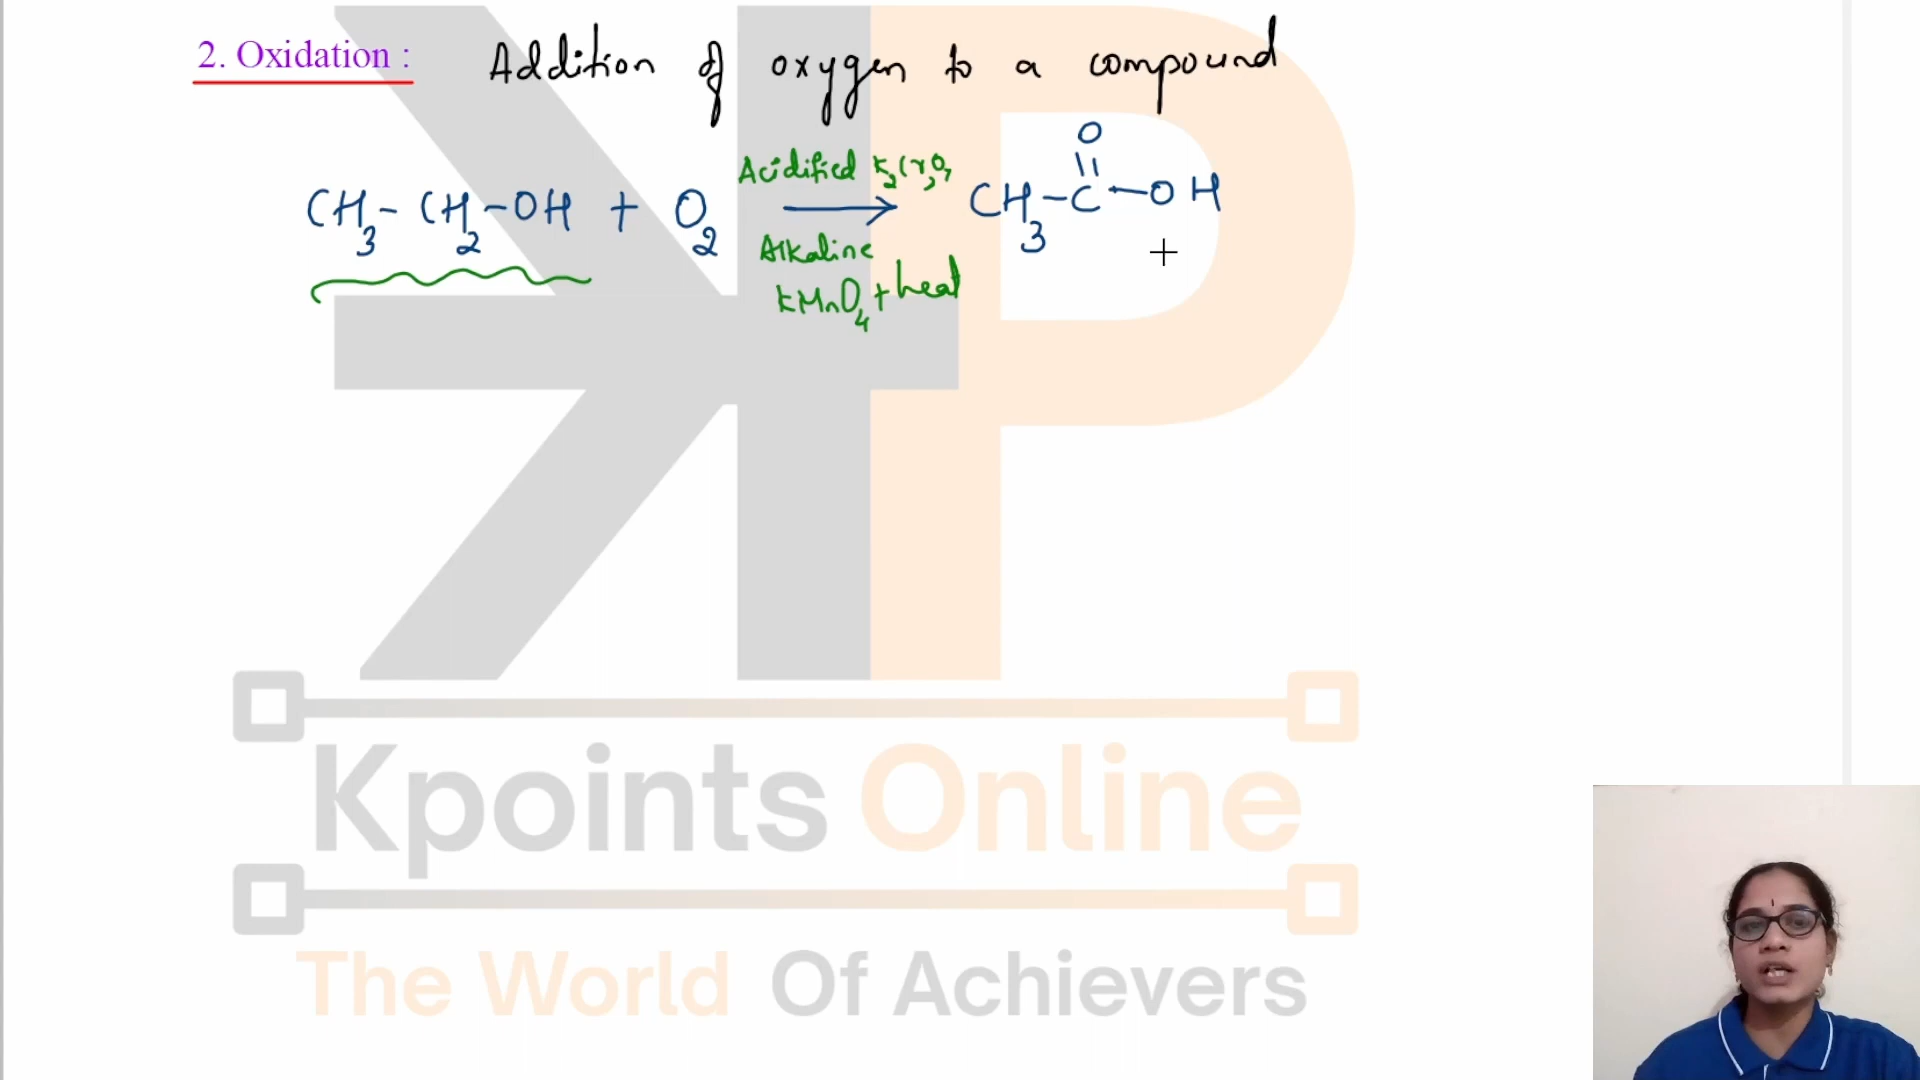 2. Oxidation : Addition of oxygen to a compound
O
||
Acidified K2Cr2O7
CH3 - CH2 - OH + O2 → CH3 - C - OH
Alkaline
KMnO4 + heat
Kpoints Online
The World Of Achievers